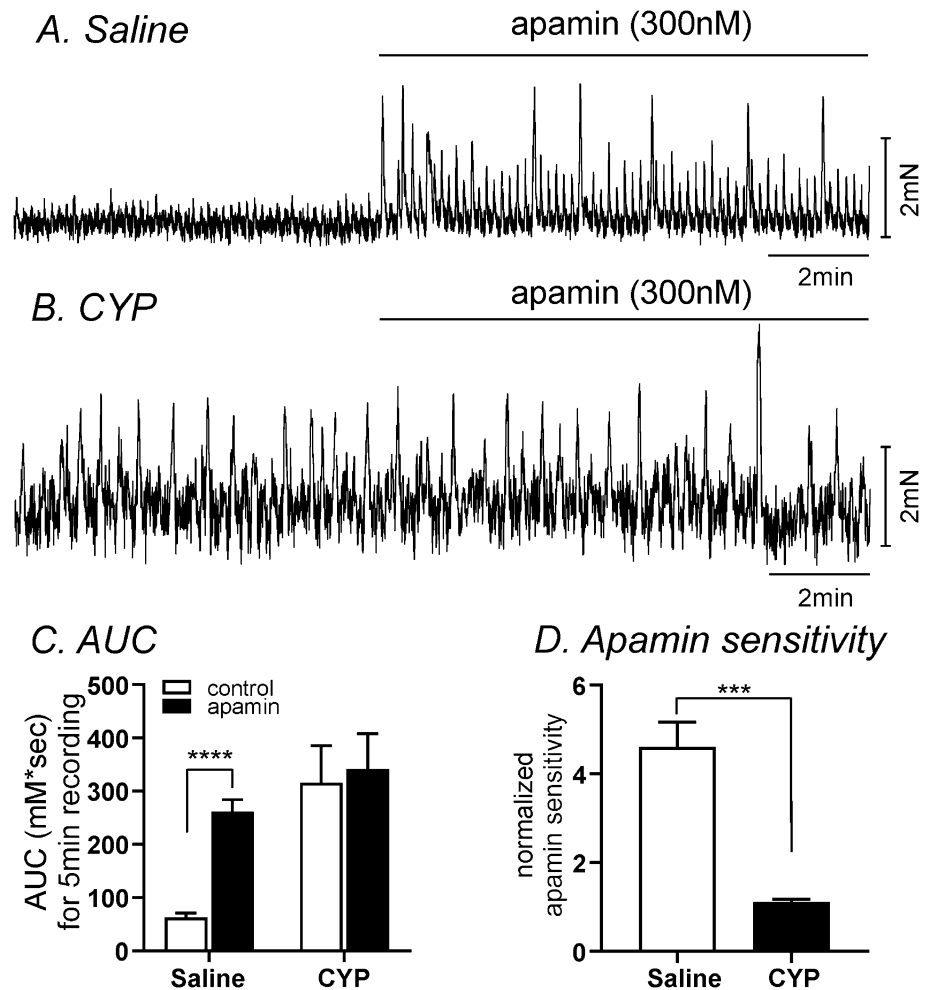 A. Saline
apamin (300nM)
2mN
2min
B. CYP
apamin (300nM)
2mN
2min
C. AUC
AUC (mM*sec)
for 5min recording
500
400
300
200
100
0
control
apamin
****
Saline
CYP
D. Apamin sensitivity
normalized
apamin sensitivity
6
4
2
0
***
Saline
CYP